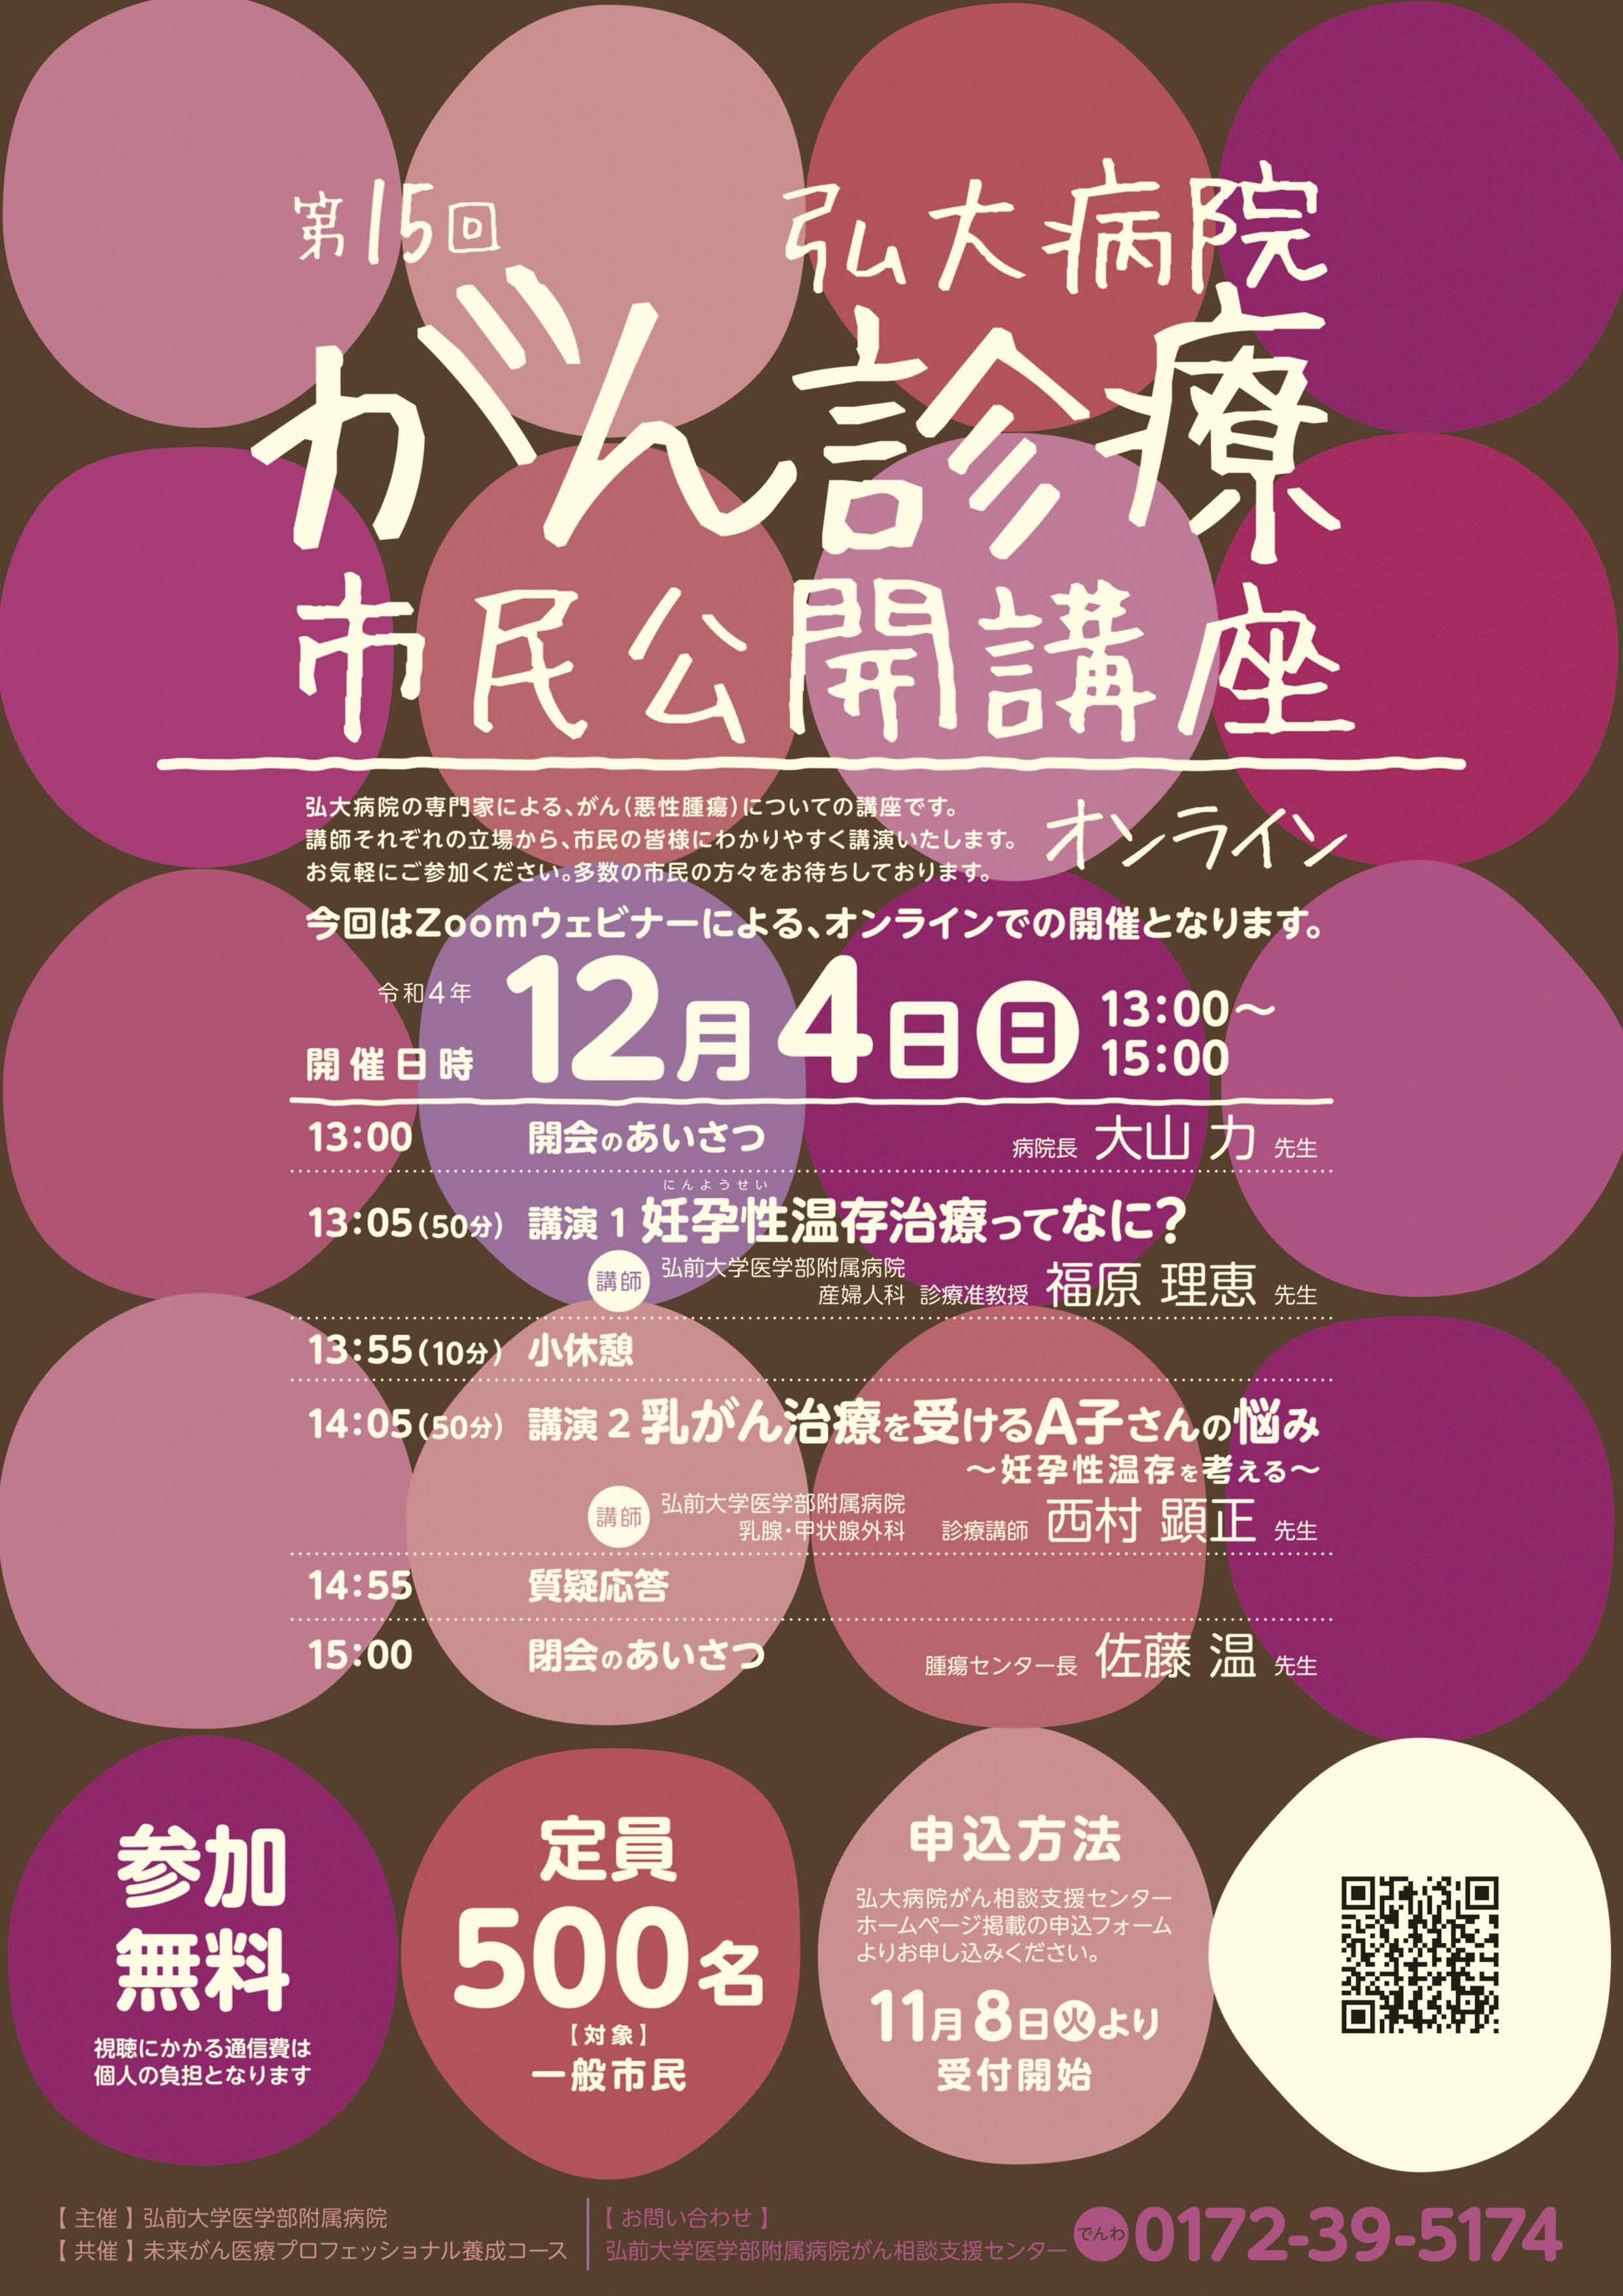 第15回 弘大病院
がん診療
市民公開講座
弘大病院の専門家による、がん(悪性腫瘍)についての講座です。
講師それぞれの立場から、市民の皆様にわかりやすく講演いたします。
お気軽にご参加ください。多数の市民の方々をお待ちしております。
オンライン
今回はZoomウェビナーによる、オンラインでの開催となります。
令和4年
開催日時 12月4日日 13:00〜
15:00
13:00 開会のあいさつ 病院長 大山 力 先生
にんようせい
13:05(50分) 講演1 妊孕性温存治療ってなに?
講師 弘前大学医学部附属病院
産婦人科 診療准教授 福原 理恵 先生
13:55(10分) 小休憩
14:05(50分) 講演2 乳がん治療を受けるA子さんの悩み
〜妊孕性温存を考える〜
講師 弘前大学医学部附属病院
乳腺・甲状腺外科 診療講師 西村 顕正 先生
14:55 質疑応答
15:00 閉会のあいさつ 腫瘍センター長 佐藤 温 先生
参加
無料
視聴にかかる通信費は
個人の負担となります
定員
500名
【対象】
一般市民
申込方法
弘大病院がん相談支援センター
ホームページ掲載の申込フォーム
よりお申し込みください。
11月8日火より
受付開始
【主催】弘前大学医学部附属病院
【共催】未来がん医療プロフェッショナル養成コース
【お問い合わせ】
弘前大学医学部附属病院がん相談支援センター でんわ 0172-39-5174